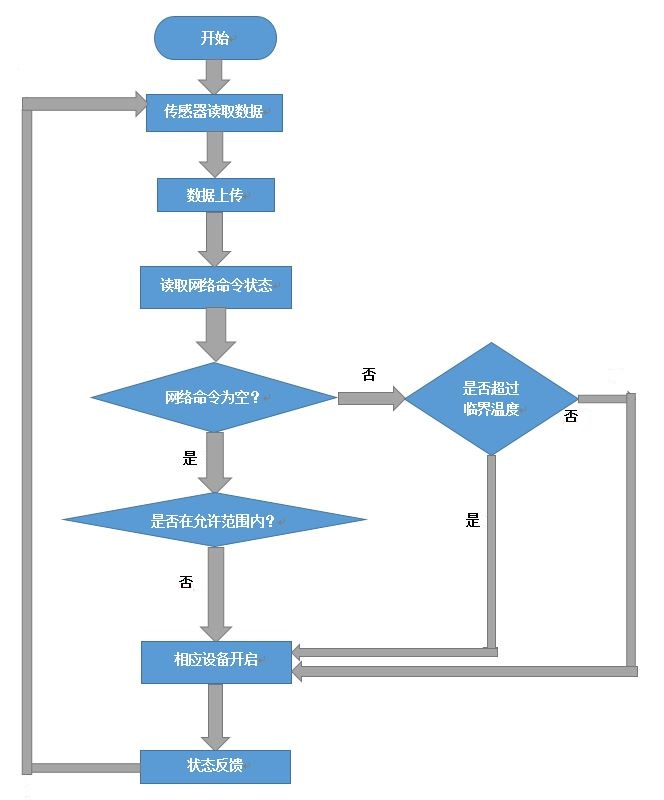 开始
传感器读取数据
数据上传
读取网络命令状态
网络命令为空?
否
是否超过
临界温度
否
是
是否在允许范围内?
是
否
相应设备开启
状态反馈